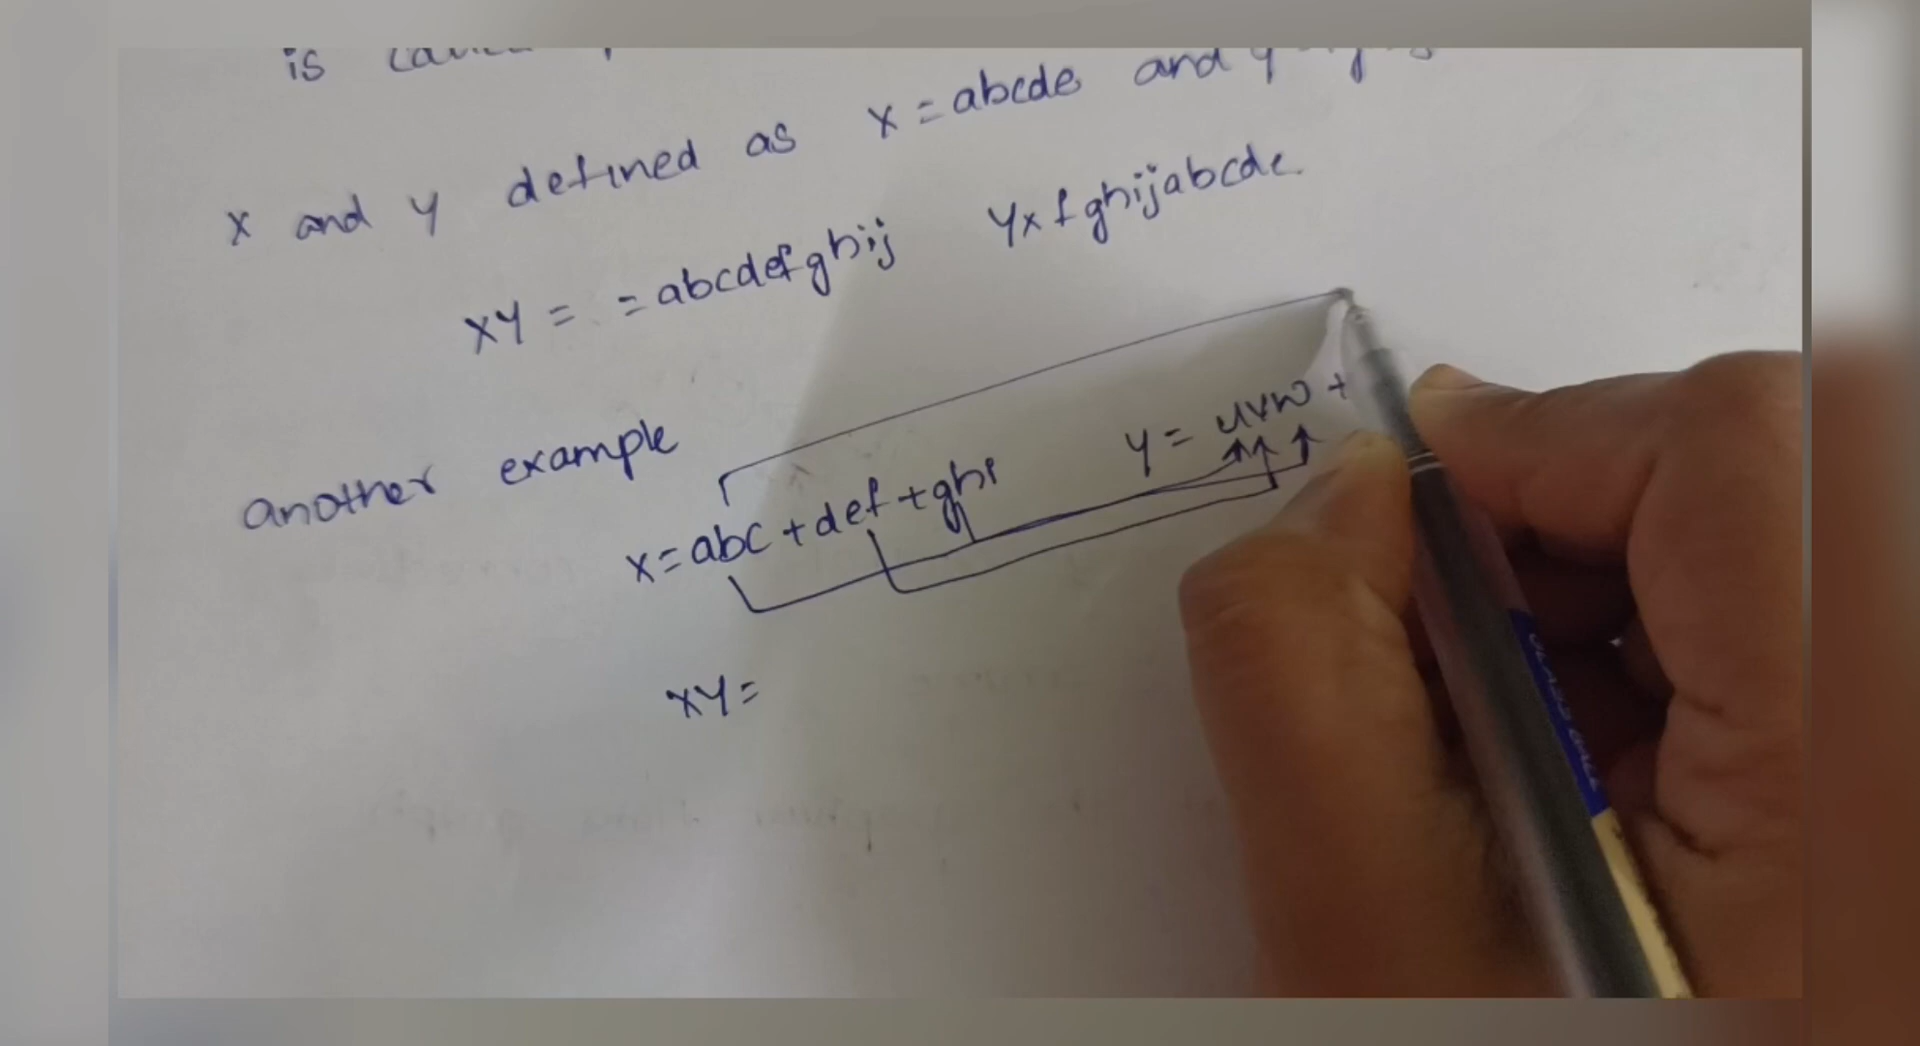 is
X and Y defined as X = abcde and Y
XY = = abcdefghij Yx fghijabcde
another example
X = abc + def + ghi Y = uvw +
XY =